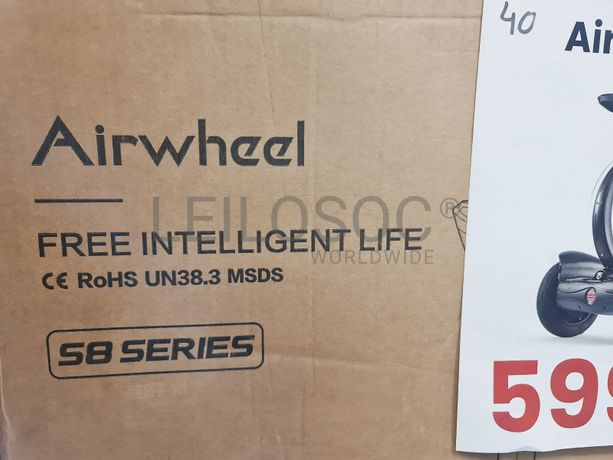 40
Air
Airwheel
LEILOSOC®
WORLDWIDE
FREE INTELLIGENT LIFE
CE RoHS UN38.3 MSDS
S8 SERIES
599